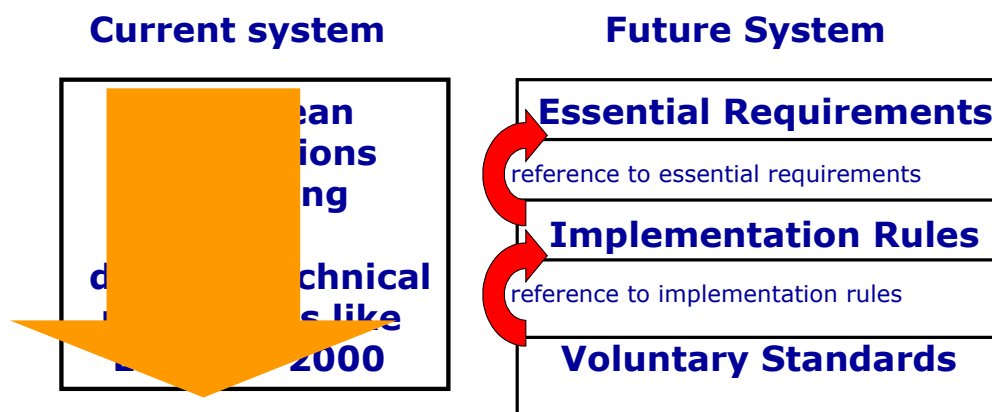 Current system
Future System
ean
ions
ng
d chnical
s like
2000
Essential Requirements
reference to essential requirements
Implementation Rules
reference to implementation rules
Voluntary Standards